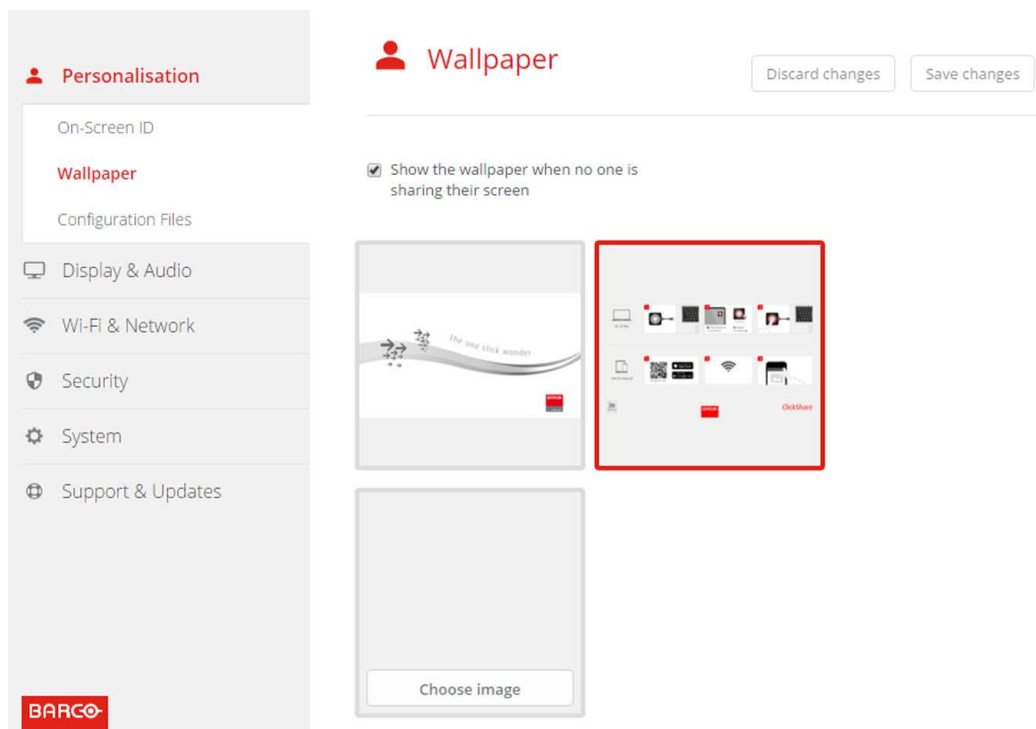 Personalisation
On-Screen ID
Wallpaper
Configuration Files
Display & Audio
Wi-Fi & Network
Security
System
Support & Updates
BARCO
Wallpaper
Discard changes
Save changes
Show the wallpaper when no one is
sharing their screen
the one click wonder
ClickShare
Choose image